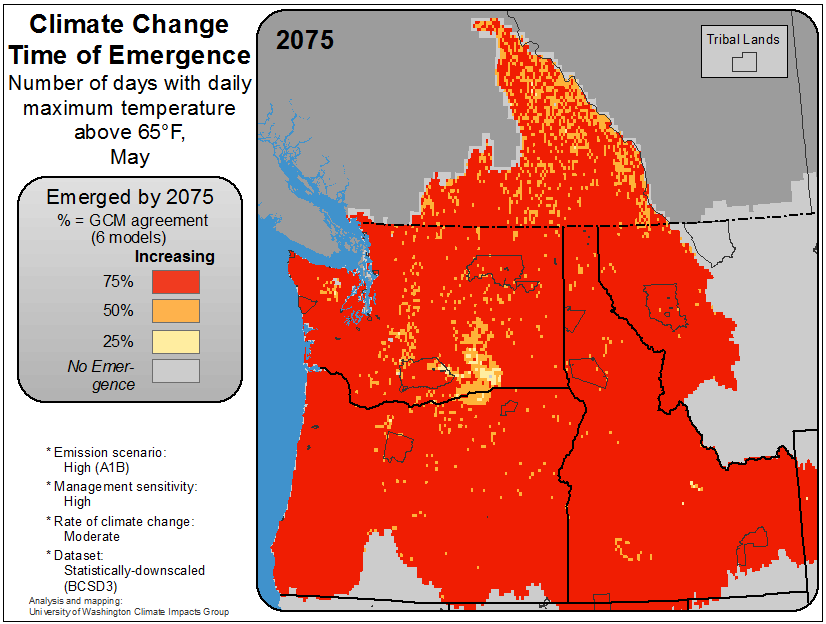 Climate Change
Time of Emergence
Number of days with daily
maximum temperature
above 65°F,
May
Emerged by 2075
% = GCM agreement
(6 models)
Increasing
75%
50%
25%
No Emer-
gence
* Emission scenario:
High (A1B)
* Management sensitivity:
High
* Rate of climate change:
Moderate
* Dataset:
Statistically-downscaled
(BCSD3)
Analysis and mapping:
University of Washington Climate Impacts Group
2075
Tribal Lands